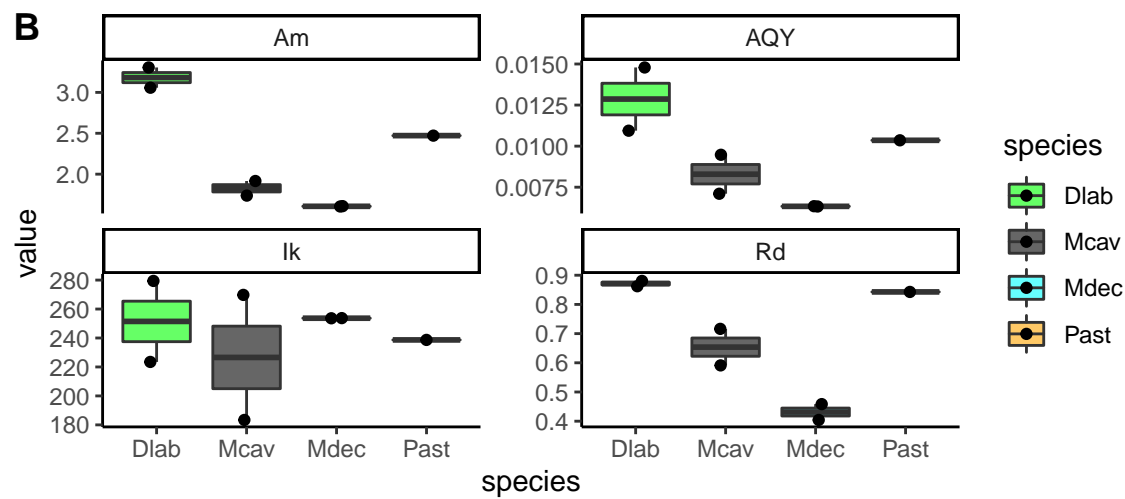 B
Am
AQY
3.0
2.5
2.0
0.0150
0.0125
0.0100
0.0075
value
Ik
Rd
280
260
240
220
200
180
0.9
0.8
0.7
0.6
0.5
0.4
Dlab Mcav Mdec Past
Dlab Mcav Mdec Past
species
species
Dlab
Mcav
Mdec
Past